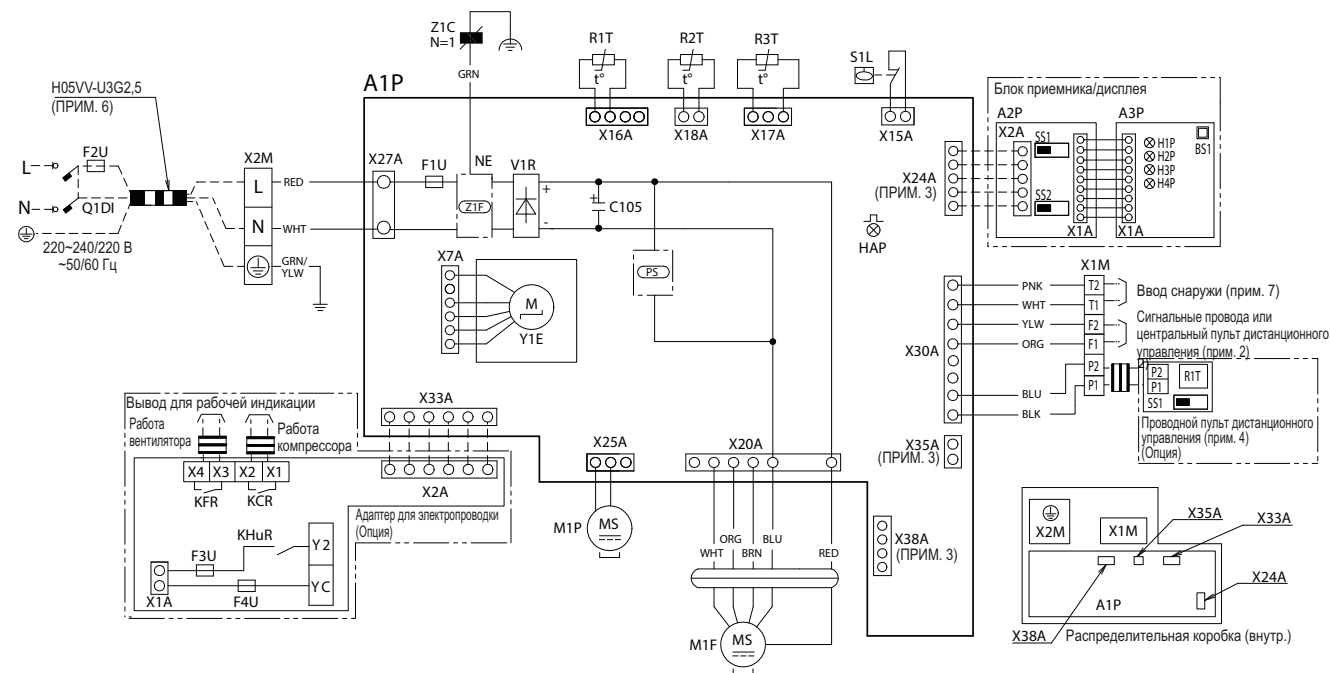 Z1C
N=1
GRN
R1T
t°
R2T
t°
R3T
t°
S1L
A1P
X16A
X18A
X17A
X15A
H05VV-U3G2,5
(ПРИМ. 6)
L
F2U
N
Q1DI
220~240/220 В
~50/60 Гц
X2M
L
RED
N
WHT
GRN/
YLW
X27A
F1U
NE
Z1F
V1R
+
-
+
C105
PS
X7A
M
Y1E
HAP
X24A
(ПРИМ. 3)
Блок приемника/дисплея
A2P
A3P
X2A
SS1
SS2
X1A
X1A
H1P
H2P
H3P
H4P
BS1
X30A
PNK
WHT
YLW
ORG
BLU
BLK
X1M
T2
T1
F2
F1
P2
P1
Ввод снаружи (прим. 7)
Сигнальные провода или
центральный пульт дистанционного
управления (прим. 2)
2)
P2
P1
R1T
SS1
Проводной пульт дистанционного
управления (прим. 4)
(Опция)
X35A
(ПРИМ. 3)
X38A
(ПРИМ. 3)
Вывод для рабочей индикации
Работа
вентилятора
Работа
компрессора
X4
X3
X2
X1
KFR
KCR
X33A
X2A
Адаптер для электропроводки
(Опция)
KHuR
F3U
F4U
Y2
YC
X1A
X25A
M1P
MS
X20A
WHT
ORG
BRN
BLU
RED
M1F
MS
X2M
X1M
X35A
X33A
X24A
A1P
X38A
Распределительная коробка (внутр.)